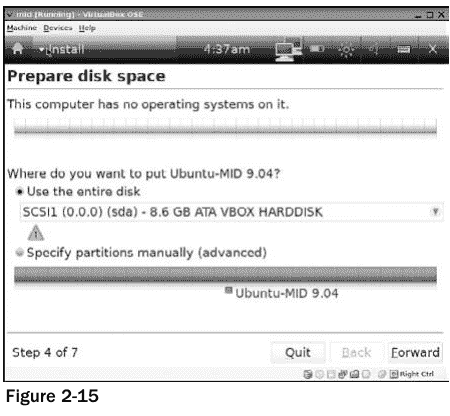 mid [Running] - VirtualBox OSE
Machine Devices Help
Install 4:37am X
Prepare disk space
This computer has no operating systems on it.
Where do you want to put Ubuntu-MID 9.04?
Use the entire disk
SCSI1 (0.0.0) (sda) - 8.6 GB ATA VBOX HARDDISK
Specify partitions manually (advanced)
Ubuntu-MID 9.04
Step 4 of 7 Quit Back Forward
Right Ctrl
Figure 2-15